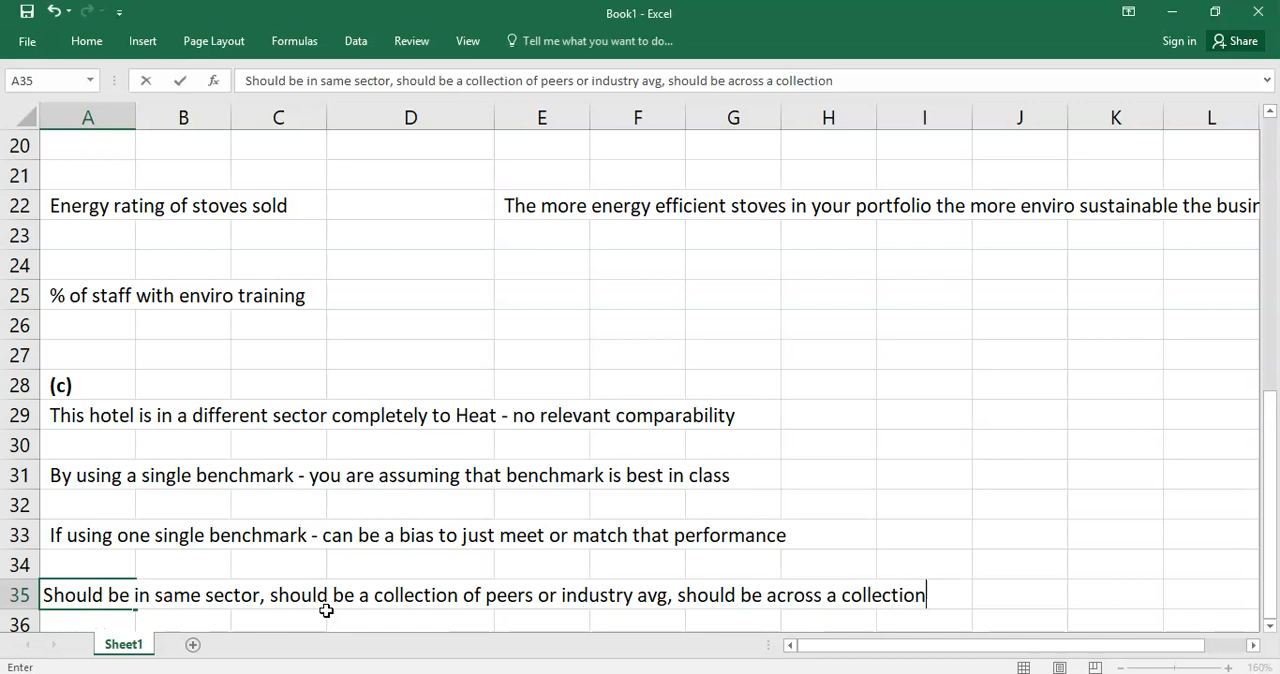 Book1 - Excel
File Home Insert Page Layout Formulas Data Review View Tell me what you want to do... Sign in Share
A35 fx Should be in same sector, should be a collection of peers or industry avg, should be across a collection
A B C D E F G H I J K L
20
21
22 Energy rating of stoves sold The more energy efficient stoves in your portfolio the more enviro sustainable the busin
23
24
25 % of staff with enviro training
26
27
28 (c)
29 This hotel is in a different sector completely to Heat - no relevant comparability
30
31 By using a single benchmark - you are assuming that benchmark is best in class
32
33 If using one single benchmark - can be a bias to just meet or match that performance
34
35 Should be in same sector, should be a collection of peers or industry avg, should be across a collection
36
Sheet1
Enter 160%